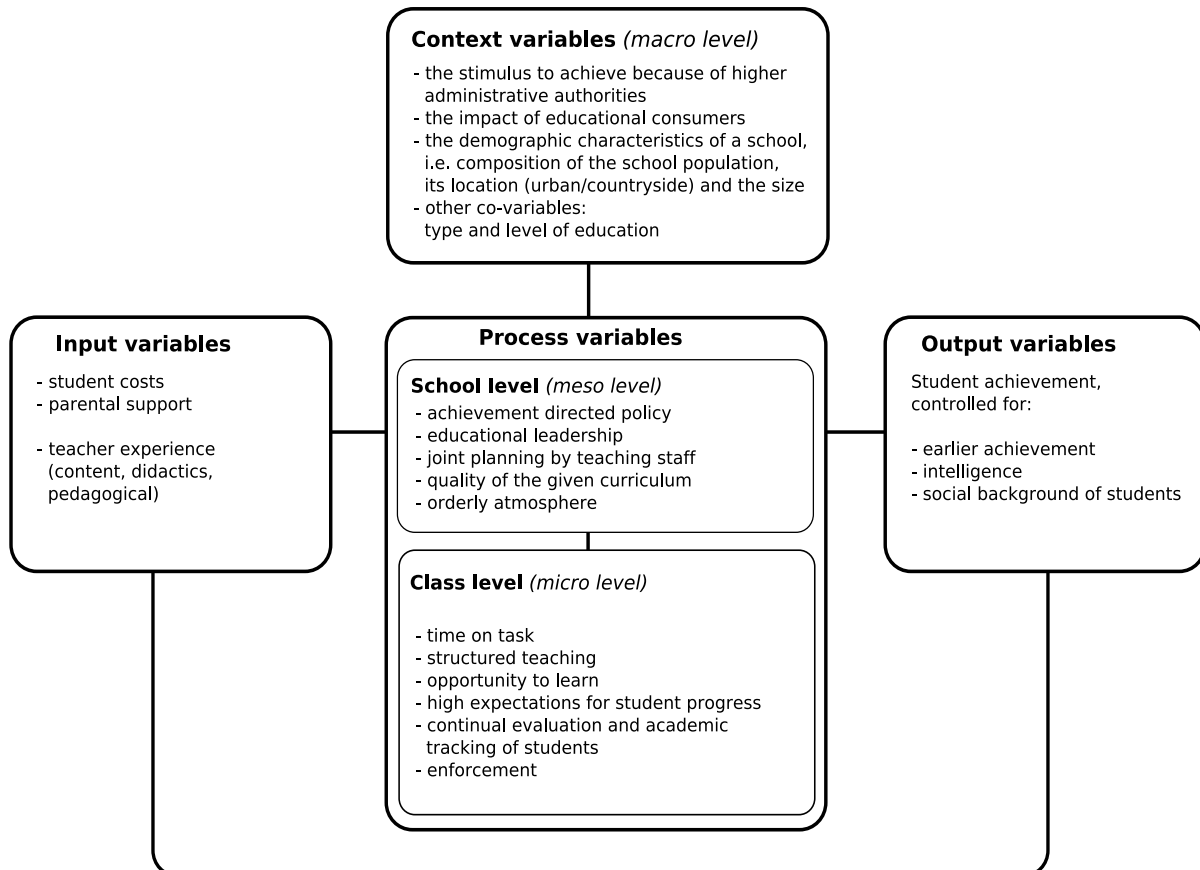 Context variables (macro level)
- the stimulus to achieve because of higher
administrative authorities
- the impact of educational consumers
- the demographic characteristics of a school,
i.e. composition of the school population,
its location (urban/countryside) and the size
- other co-variables:
type and level of education
Input variables
- student costs
- parental support
- teacher experience
(content, didactics,
pedagogical)
Process variables
School level (meso level)
- achievement directed policy
- educational leadership
- joint planning by teaching staff
- quality of the given curriculum
- orderly atmosphere
Class level (micro level)
- time on task
- structured teaching
- opportunity to learn
- high expectations for student progress
- continual evaluation and academic
tracking of students
- enforcement
Output variables
Student achievement,
controlled for:
- earlier achievement
- intelligence
- social background of students